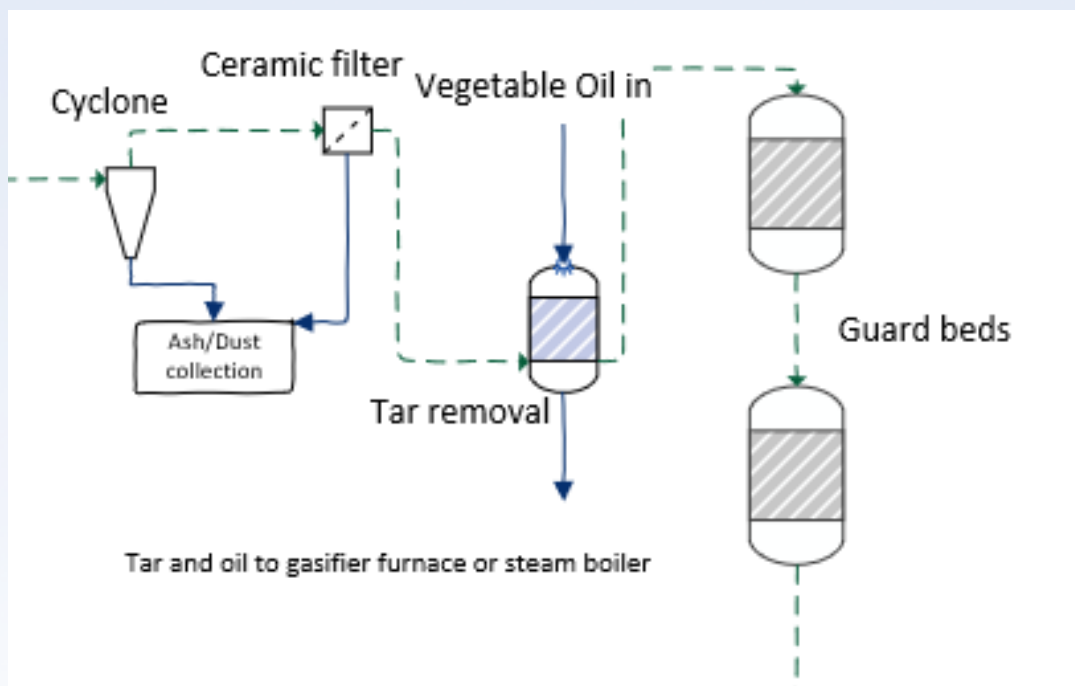 Ceramic filter
Cyclone
Vegetable Oil in
Ash/Dust
collection
Guard beds
Tar removal
Tar and oil to gasifier furnace or steam boiler